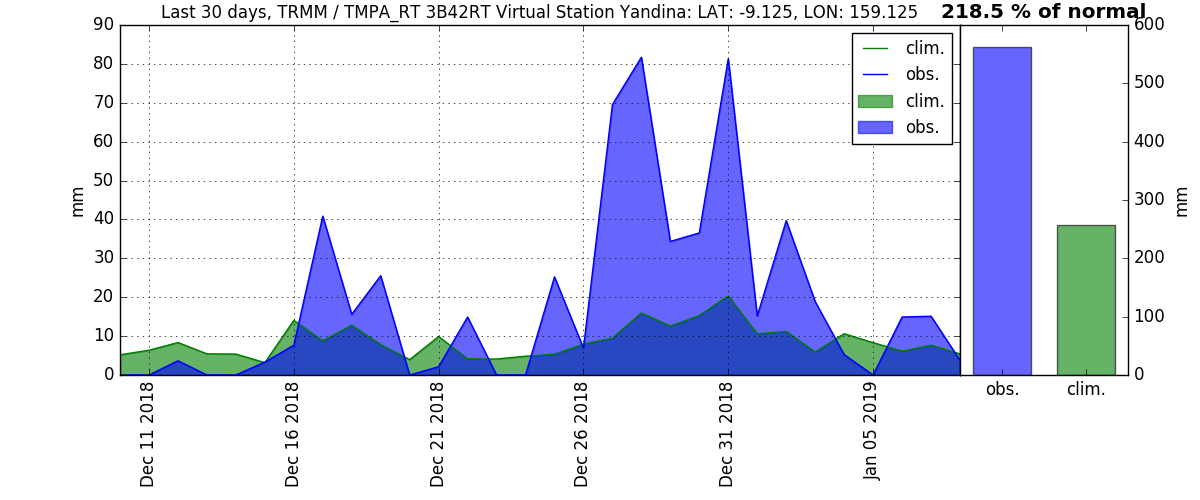 Last 30 days, TRMM / TMPA_RT 3B42RT Virtual Station Yandina: LAT: -9.125, LON: 159.125
218.5 % of normal
90
80
70
60
50
40
30
20
10
0
mm
clim.
obs.
clim.
obs.
600
500
400
300
200
100
0
mm
Dec 11 2018
Dec 16 2018
Dec 21 2018
Dec 26 2018
Dec 31 2018
Jan 05 2019
obs.
clim.